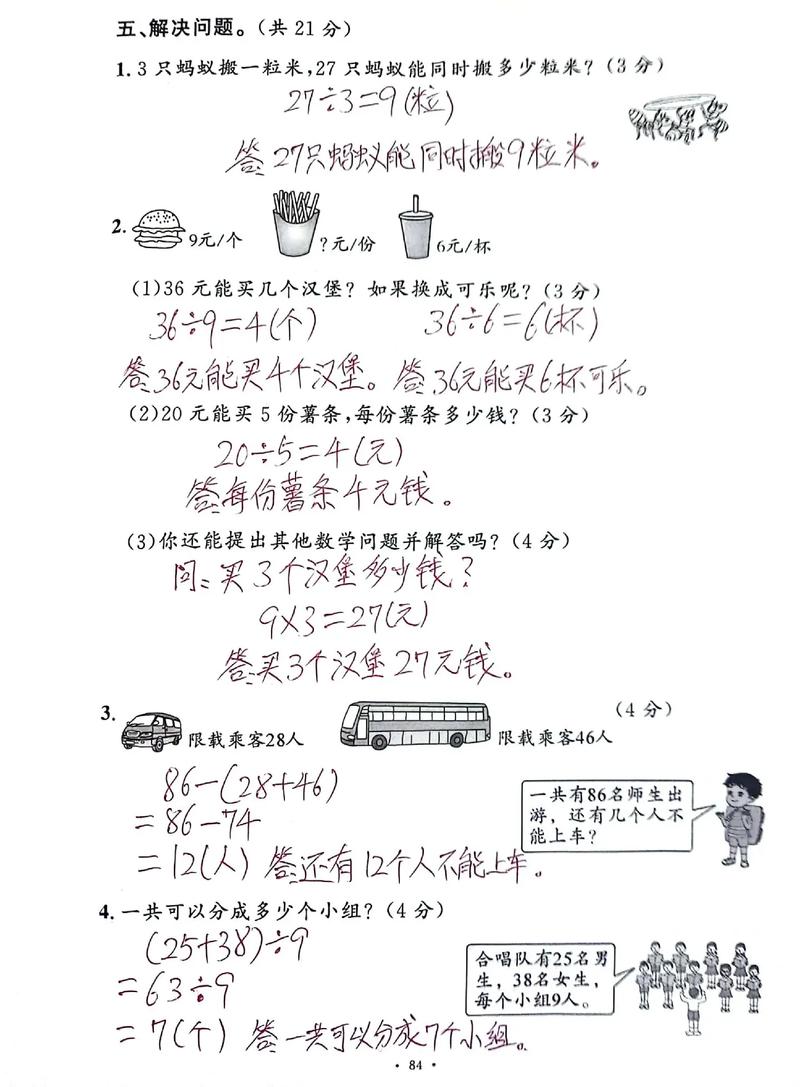 五、解决问题。(共 21 分)
1. 3 只蚂蚁搬一粒米,27 只蚂蚁能同时搬多少粒米?(3 分)
27÷3=9(粒)
答:27只蚂蚁能同时搬9粒米。
2.
9元/个 ?元/份 6元/杯
(1)36 元能买几个汉堡? 如果换成可乐呢?(3 分)
36÷9=4(个) 36÷6=6(杯)
答:36元能买4个汉堡。 答:36元能买6杯可乐。
(2)20 元能买 5 份薯条,每份薯条多少钱?(3 分)
20÷5=4(元)
答:每份薯条4元钱。
(3)你还能提出其他数学问题并解答吗?(4 分)
问:买3个汉堡多少钱?
9×3=27(元)
答:买3个汉堡27元钱。
3. (4 分)
限载乘客28人 限载乘客46人
86-(28+46)
=86-74
=12(人) 答:还有12个人不能上车。
一共有86名师生出
游,还有几个人不
能上车?
4. 一共可以分成多少个小组?(4 分)
(25+38)÷9
=63÷9
=7(个) 答:一共可以分成7个小组。
合唱队有25名男
生,38名女生,
每个小组9人。
· 84 ·